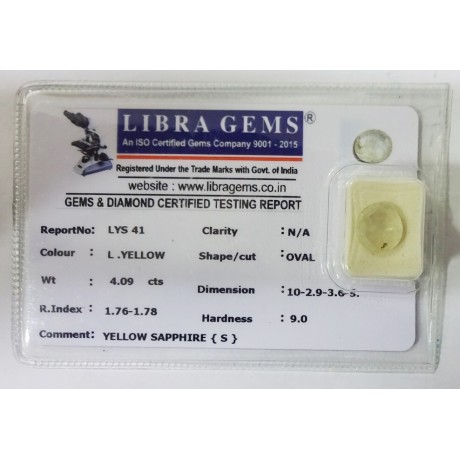 LIBRA GEMS ®
An ISO Certified Gems Company 9001 - 2015
Registered Under the Trade Marks with Govt. of India
website : www.libragems.co.in
GEMS & DIAMOND CERTIFIED TESTING REPORT
ReportNo: LYS 41 Clarity : N/A
Colour : L .YELLOW Shape/cut : OVAL
Wt : 4.09 cts Dimension : 10-2.9-3.6-
R.Index : 1.76-1.78 Hardness : 9.0
Comment: YELLOW SAPPHIRE { S }